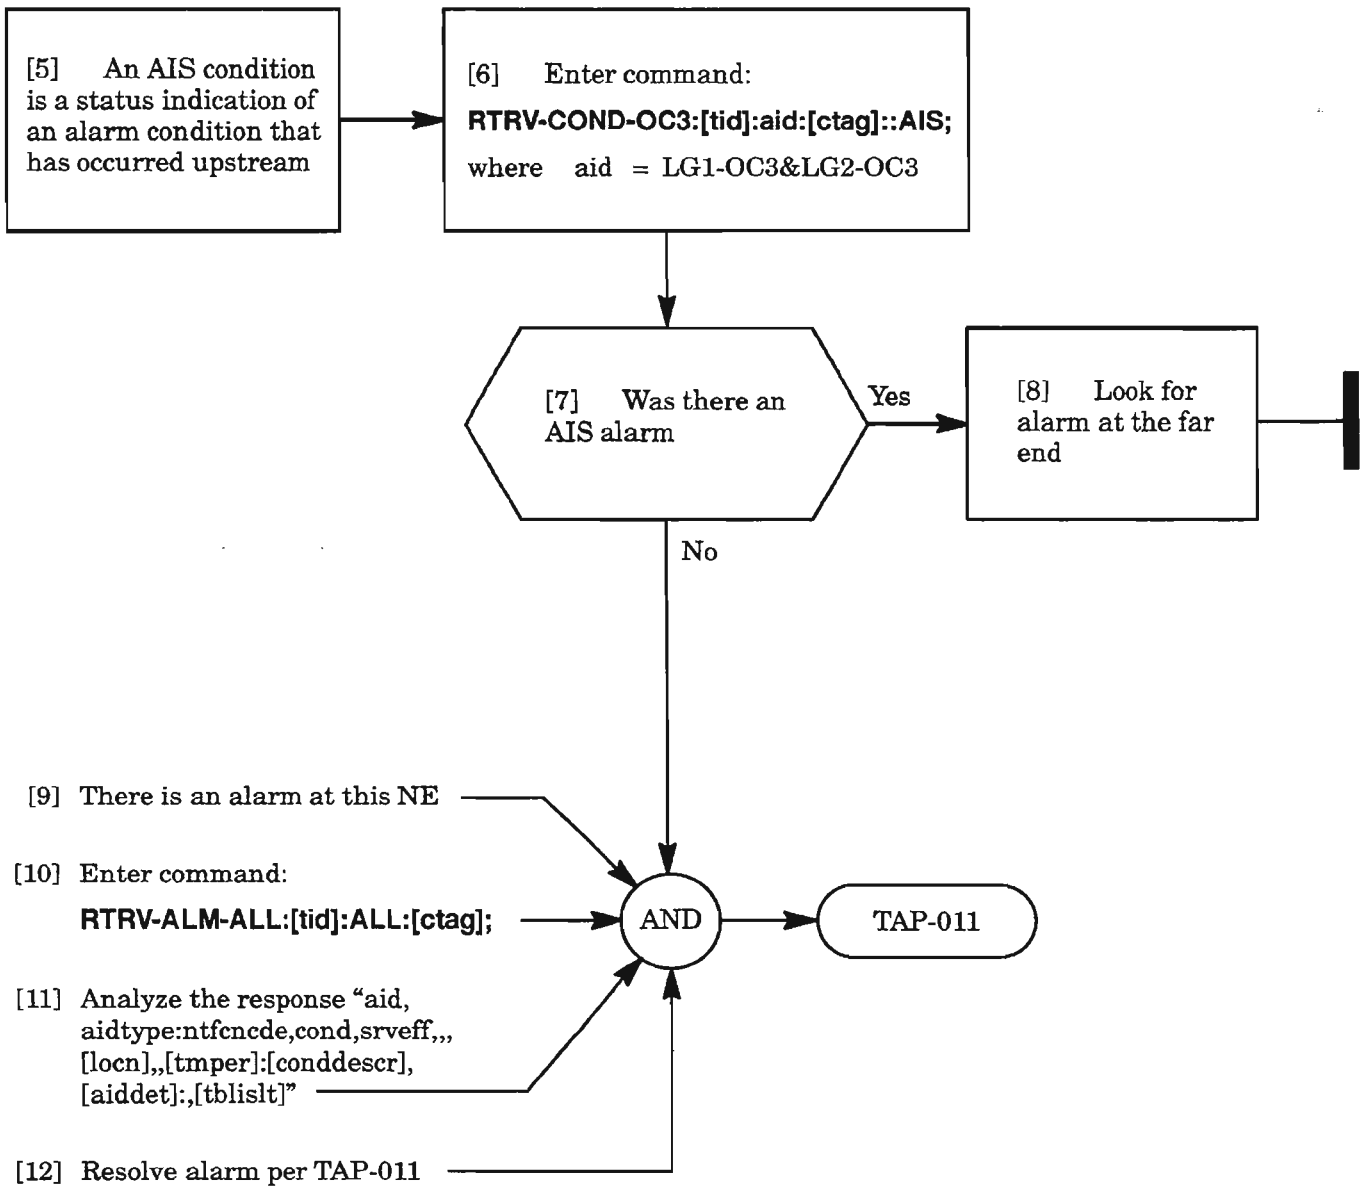 [5] An AIS condition
is a status indication of
an alarm condition that
has occurred upstream
[6] Enter command:
RTRV-COND-OC3:[tid]:aid:[ctag]::AIS;
where aid = LG1-OC3&LG2-OC3
[7] Was there an
AIS alarm
Yes
[8] Look for
alarm at the far
end
No
[9] There is an alarm at this NE
[10] Enter command:
RTRV-ALM-ALL:[tid]:ALL:[ctag];
AND
TAP-011
[11] Analyze the response “aid,
aidtype:ntfcncde,cond,srveff,,,
[locn],,[tmper]:[conddescr],
[aiddet]:,[tblislt]”
[12] Resolve alarm per TAP-011